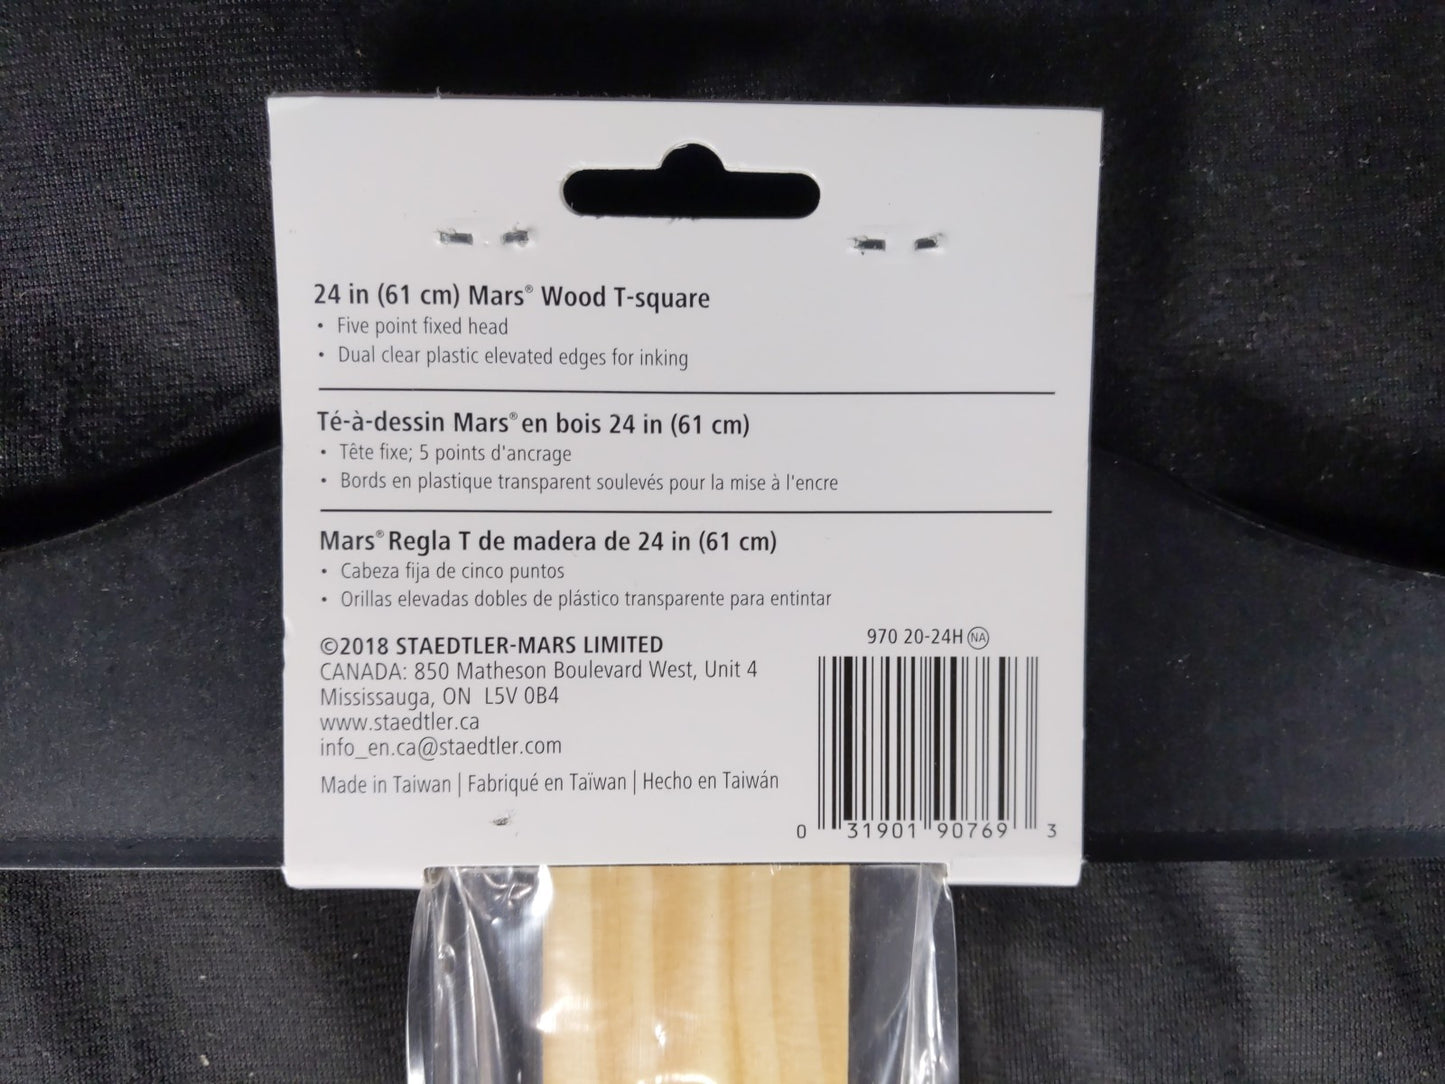 24 in (61 cm) Mars® Wood T-square
• Five point fixed head
• Dual clear plastic elevated edges for inking
Té-à-dessin Mars® en bois 24 in (61 cm)
• Tête fixe; 5 points d'ancrage
• Bords en plastique transparent soulevés pour la mise à l'encre
Mars® Regla T de madera de 24 in (61 cm)
• Cabeza fija de cinco puntos
• Orillas elevadas dobles de plástico transparente para entintar
©2018 STAEDTLER-MARS LIMITED
CANADA: 850 Matheson Boulevard West, Unit 4
Mississauga, ON L5V 0B4
www.staedtler.ca
info_en.ca@staedtler.com
Made in Taiwan | Fabriqué en Taïwan | Hecho en Taiwán
970 20-24H NA
0 31901 90769 3